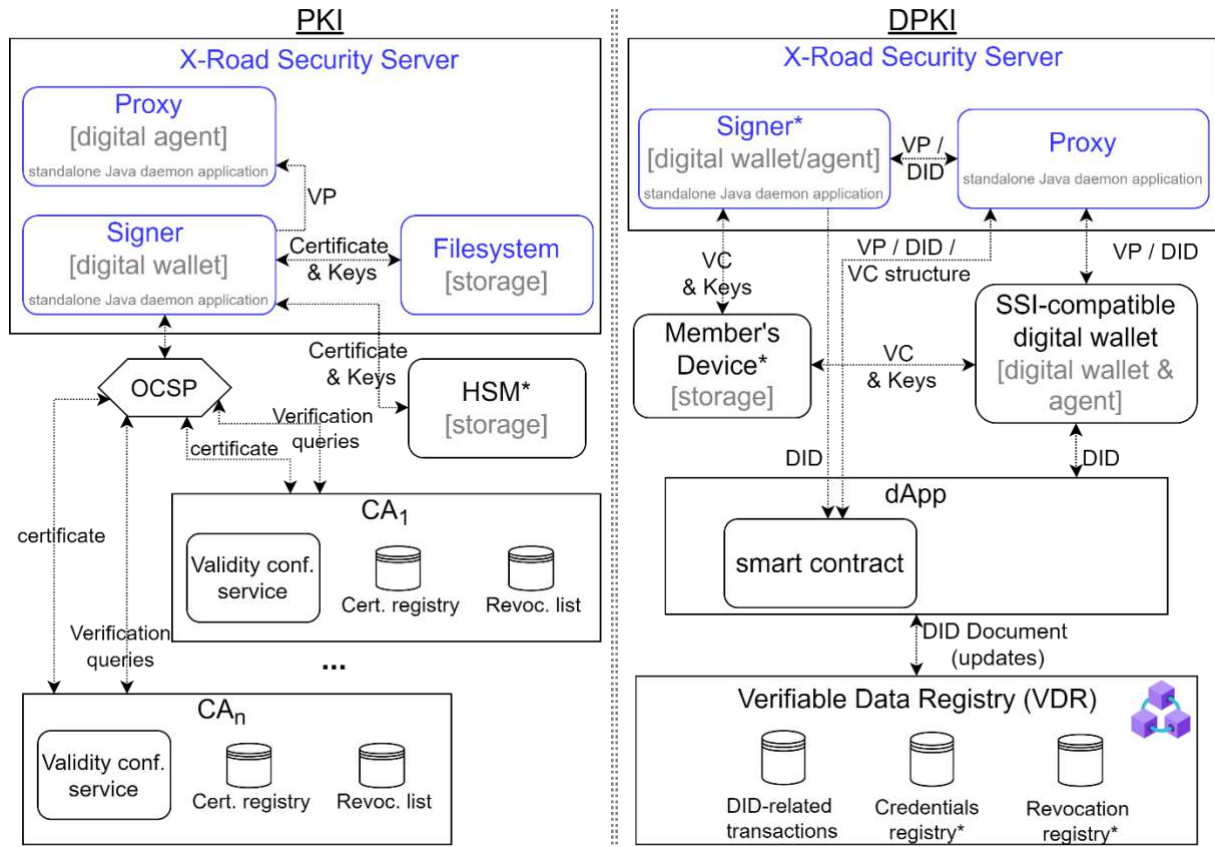 PKI
X-Road Security Server
Proxy
[digital agent]
standalone Java daemon application
VP
Signer
[digital wallet]
standalone Java daemon application
Certificate
& Keys
Filesystem
[storage]
OCSP
Certificate
& Keys
HSM*
[storage]
Verification
queries
certificate
certificate
CA1
Validity conf.
service
Cert. registry
Revoc. list
Verification
queries
...
CAn
Validity conf.
service
Cert. registry
Revoc. list
DPKI
X-Road Security Server
Signer*
[digital wallet/agent]
standalone Java daemon application
VP /
DID
Proxy
standalone Java daemon application
VC
& Keys
VP / DID /
VC structure
VP / DID
Member's
Device*
[storage]
VC
& Keys
SSI-compatible
digital wallet
[digital wallet &
agent]
DID
DID
dApp
smart contract
DID Document
(updates)
Verifiable Data Registry (VDR)
DID-related
transactions
Credentials
registry*
Revocation
registry*